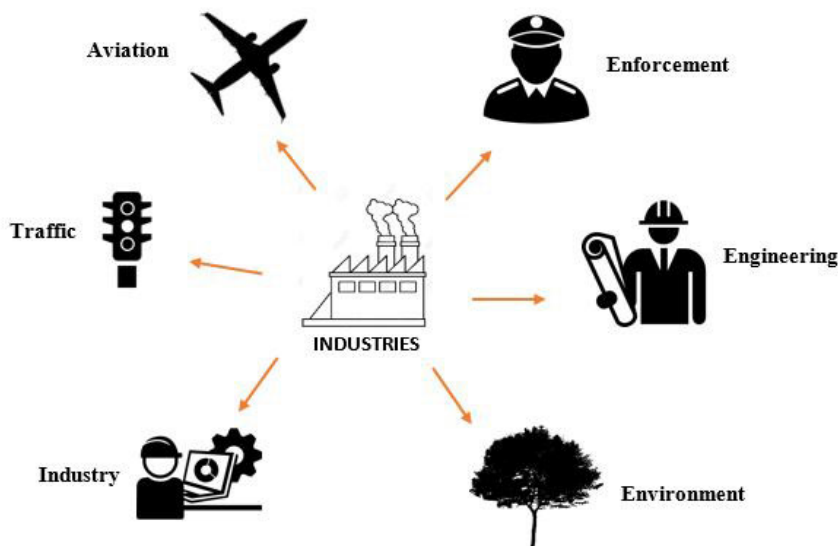 Aviation
Enforcement
Traffic
Engineering
INDUSTRIES
Industry
Environment